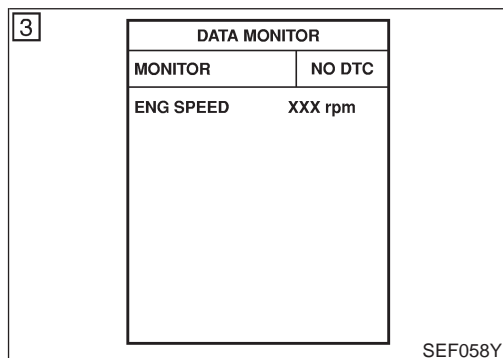 3
DATA MONITOR
MONITOR NO DTC
ENG SPEED XXX rpm
SEF058Y